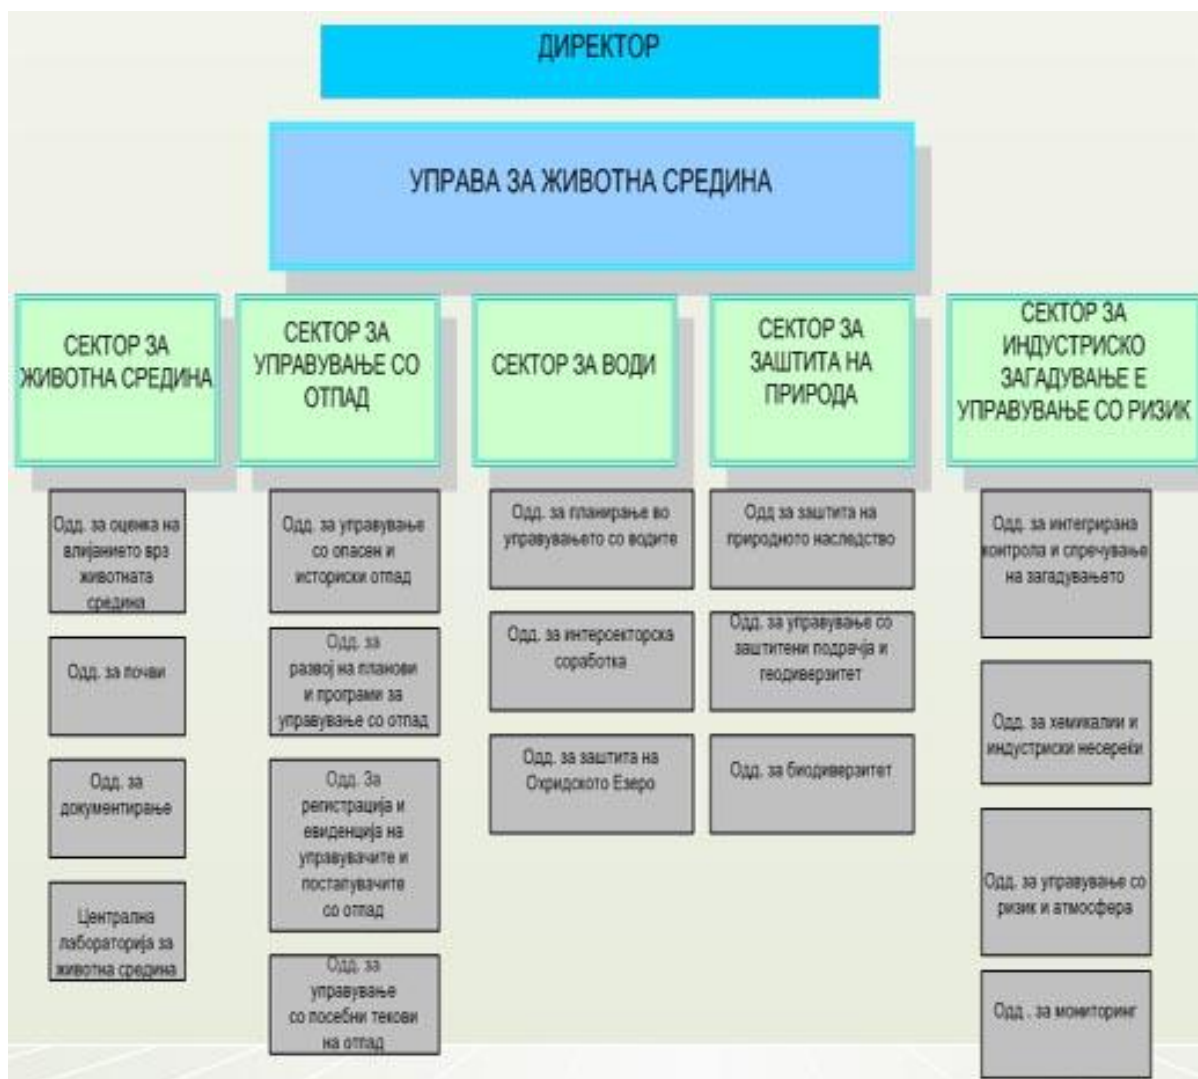 ДИРЕКТОР
УПРАВА ЗА ЖИВОТНА СРЕДИНА
СЕКТОР ЗА
ЖИВОТНА СРЕДИНА
Одд. за оценка на
влијанието врз
животната
средина
Одд. за почви
Одд. за
документирање
Централна
лабораторија за
животна средина
СЕКТОР ЗА
УПРАВУВАЊЕ СО
ОТПАД
Одд. за управување
со опасен и
историски отпад
Одд. за
развој на планови
и програми за
управување со отпад
Одд. За
регистрација и
евиденција на
управувачите и
постапувачите
со отпад
Одд. за
управување
со посебни текови
на отпад
СЕКТОР ЗА ВОДИ
Одд. за планирање во
управувањето со водите
Одд. за интерсекторска
соработка
Одд. за заштита на
Охридското Езеро
СЕКТОР ЗА
ЗАШТИТА НА
ПРИРОДА
Одд за заштита на
природното наследство
Одд. за управување со
заштитени подрачја и
геодиверзитет
Одд. за биодиверзитет
СЕКТОР ЗА
ИНДУСТРИСКО
ЗАГАДУВАЊЕ Е
УПРАВУВАЊЕ СО РИЗИК
Одд. за интегрирана
контрола и спречување
на загадувањето
Одд. за хемикалии и
индустриски несереќи
Одд. за управување со
ризик и атмосфера
Одд . за мониторинг